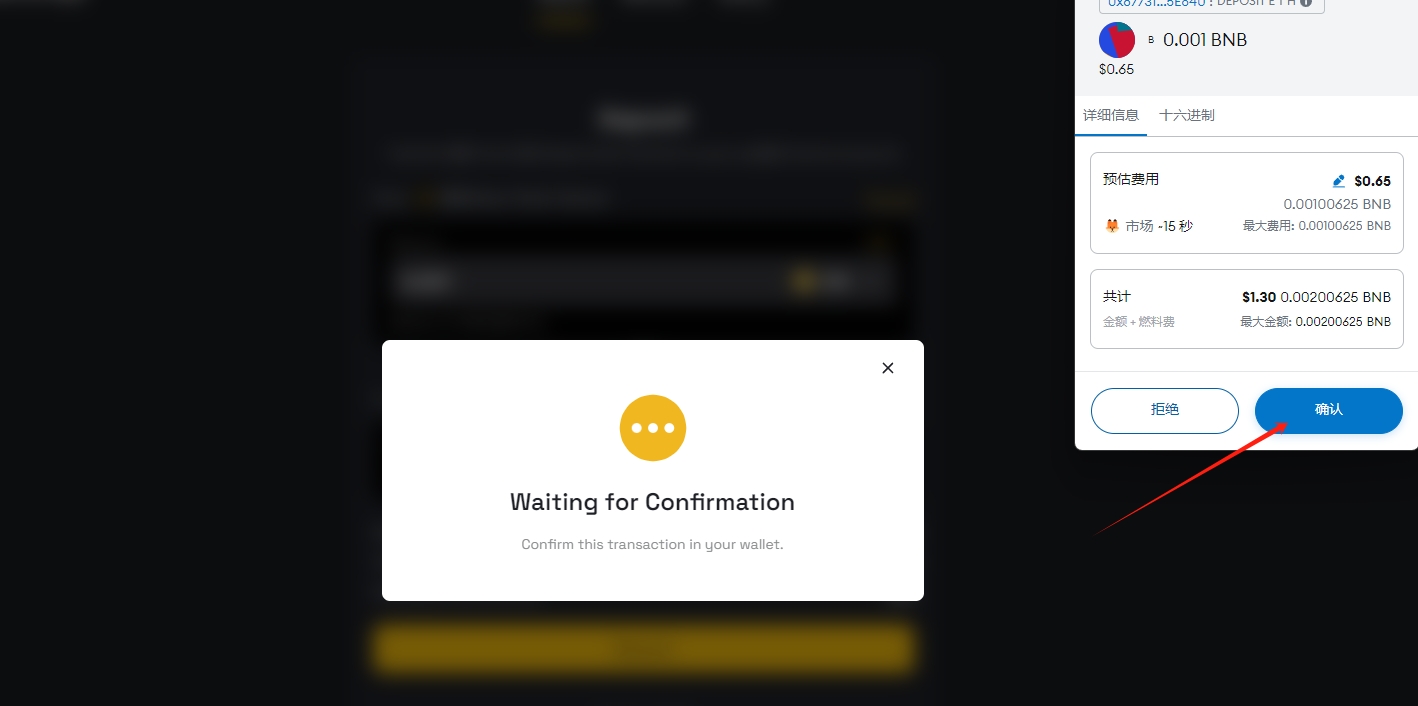 DEPOSIT ETH
B 0.001 BNB
$0.65
详细信息 十六进制
预估费用 $0.65
0.00100625 BNB
市场 ~15 秒 最大费用: 0.00100625 BNB
共计 $1.30 0.00200625 BNB
金额 + 燃料费 最大金额: 0.00200625 BNB
拒绝 确认
Waiting for Confirmation
Confirm this transaction in your wallet.